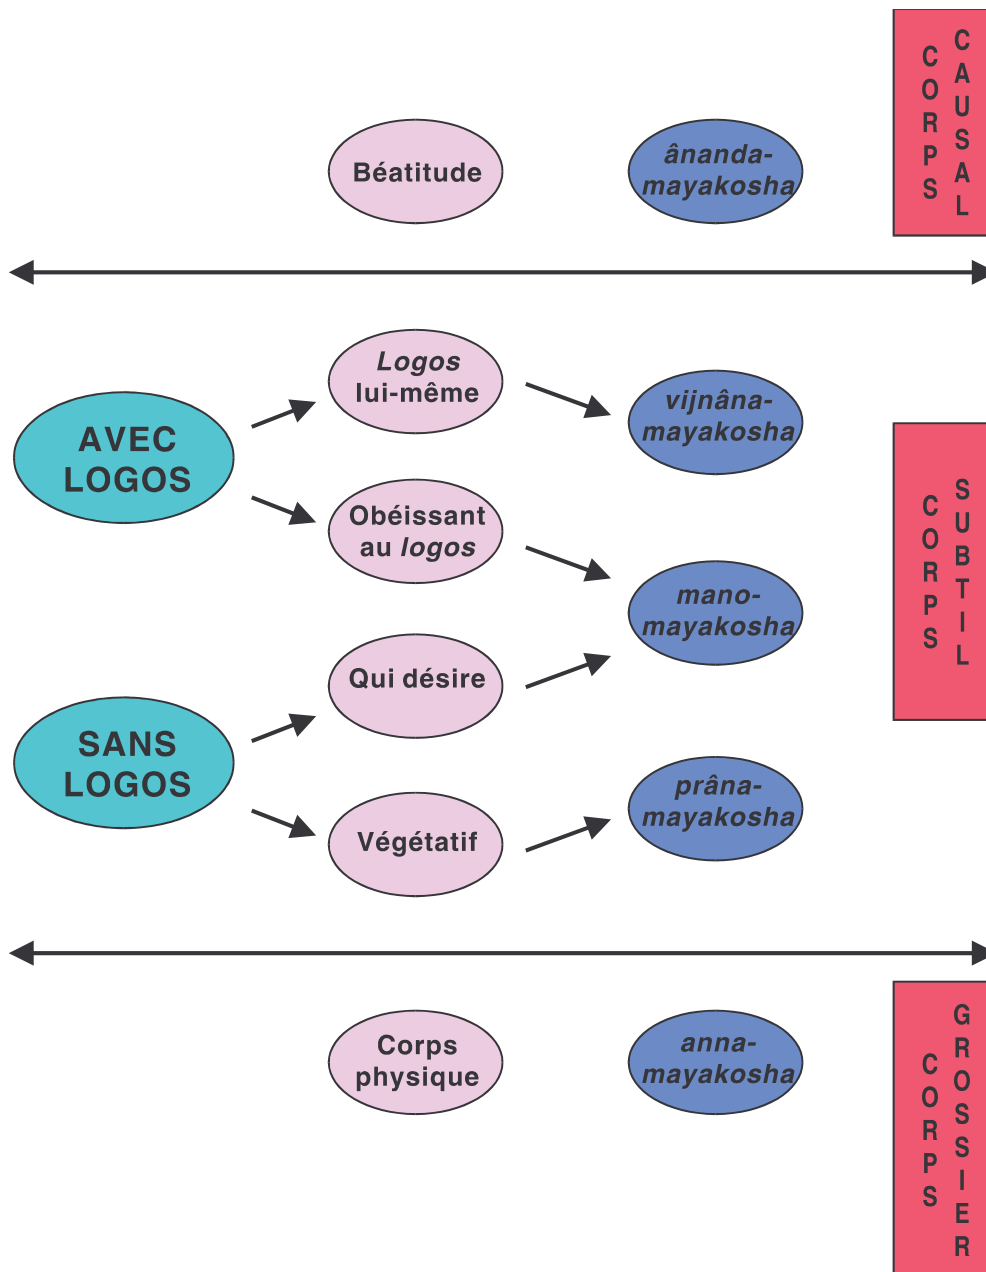 Béatitude
ânanda-
mayakosha
CORPS
CAUSAL
AVEC
LOGOS
Logos
lui-même
Obéissant
au logos
vijnâna-
mayakosha
mano-
mayakosha
CORPS
SUBTIL
SANS
LOGOS
Qui désire
Végétatif
prâna-
mayakosha
Corps
physique
anna-
mayakosha
CORPS
GROSSIER